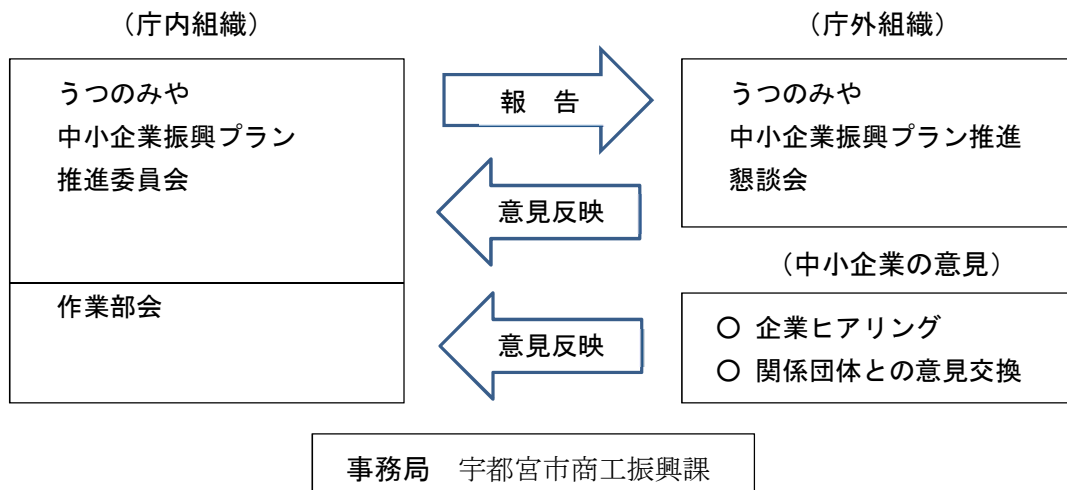 （庁内組織）
うつのみや
中小企業振興プラン
推進委員会
作業部会
報　告
意見反映
意見反映
（庁外組織）
うつのみや
中小企業振興プラン推進
懇談会
（中小企業の意見）
○ 企業ヒアリング
○ 関係団体との意見交換
事務局　宇都宮市商工振興課